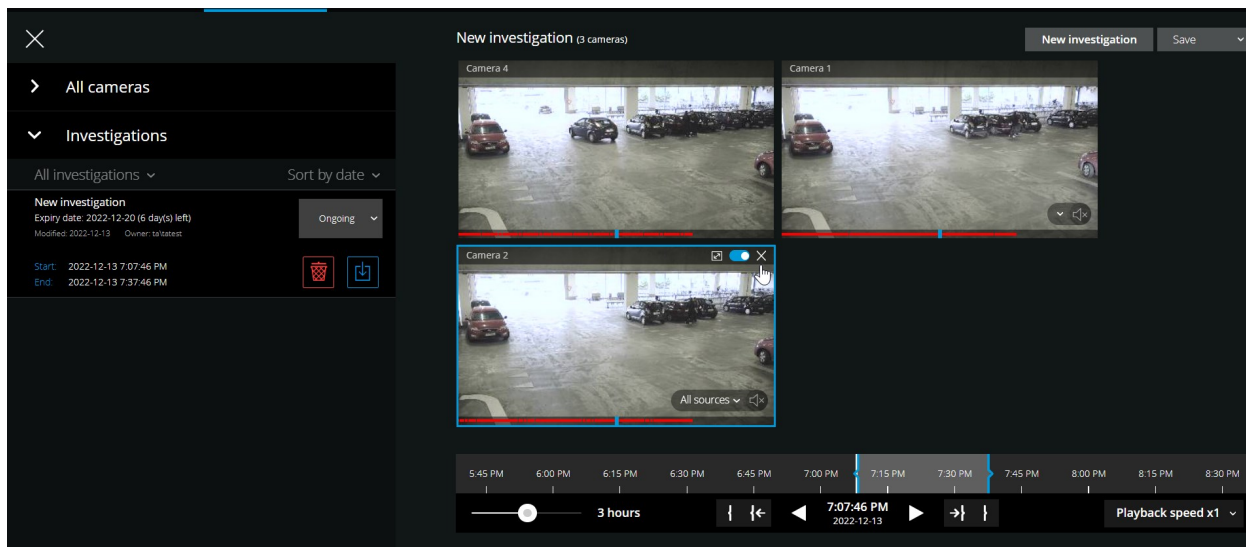 New investigation (3 cameras)
New investigation
Save
All cameras
Investigations
All investigations
Sort by date
New investigation
Expiry date: 2022-12-20 (6 day(s) left)
Modified: 2022-12-13 Owner: ta\tatest
Ongoing
Start: 2022-12-13 7:07:46 PM
End: 2022-12-13 7:37:46 PM
Camera 4
Camera 1
Camera 2
All sources
5:45 PM 6:00 PM 6:15 PM 6:30 PM 6:45 PM 7:00 PM 7:15 PM 7:30 PM 7:45 PM 8:00 PM 8:15 PM 8:30 PM
3 hours
7:07:46 PM
2022-12-13
Playback speed x1